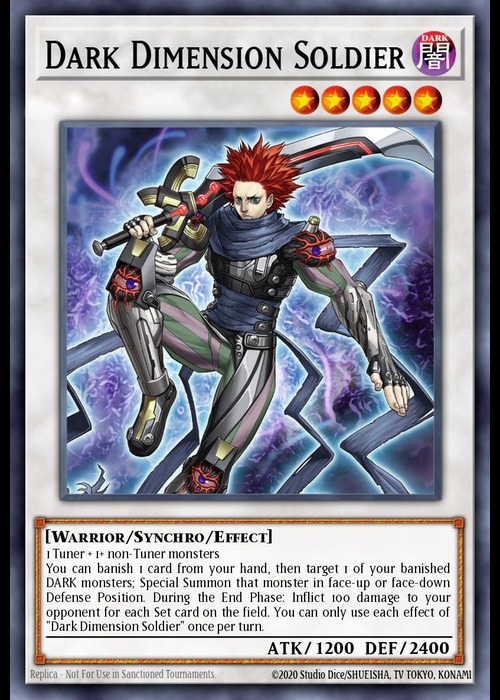 DARK DIMENSION SOLDIER
DARK
闇
[WARRIOR/SYNCHRO/EFFECT]
1 Tuner + 1+ non-Tuner monsters
You can banish 1 card from your hand, then target 1 of your banished
DARK monsters; Special Summon that monster in face-up or face-down
Defense Position. During the End Phase: Inflict 100 damage to your
opponent for each Set card on the field. You can only use each effect of
"Dark Dimension Soldier" once per turn.
ATK/ 1200 DEF/2400
Replica - Not For Use in Sanctioned Tournaments.
©2020 Studio Dice/SHUEISHA, TV TOKYO, KONAMI